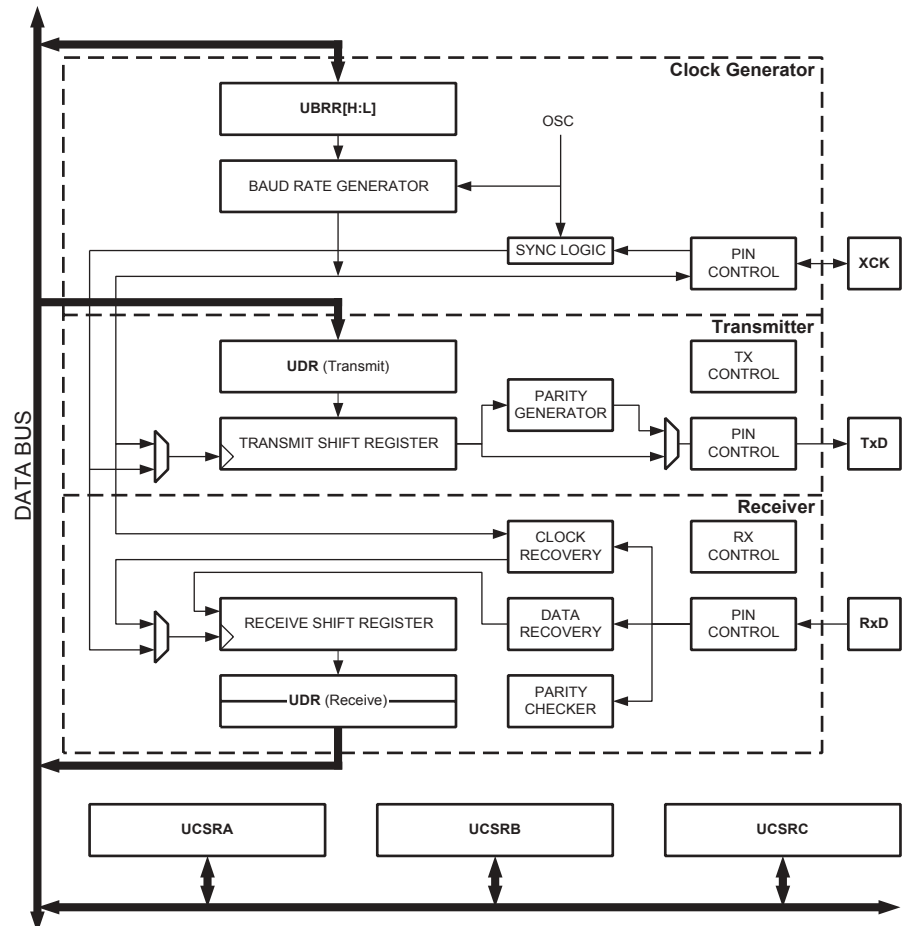 Clock Generator
UBRR[H:L]
OSC
BAUD RATE GENERATOR
SYNC LOGIC
PIN
CONTROL
XCK
Transmitter
UDR (Transmit)
TX
CONTROL
PARITY
GENERATOR
TRANSMIT SHIFT REGISTER
PIN
CONTROL
TxD
DATA BUS
Receiver
CLOCK
RECOVERY
RX
CONTROL
RECEIVE SHIFT REGISTER
DATA
RECOVERY
PIN
CONTROL
RxD
UDR (Receive)
PARITY
CHECKER
UCSRA
UCSRB
UCSRC